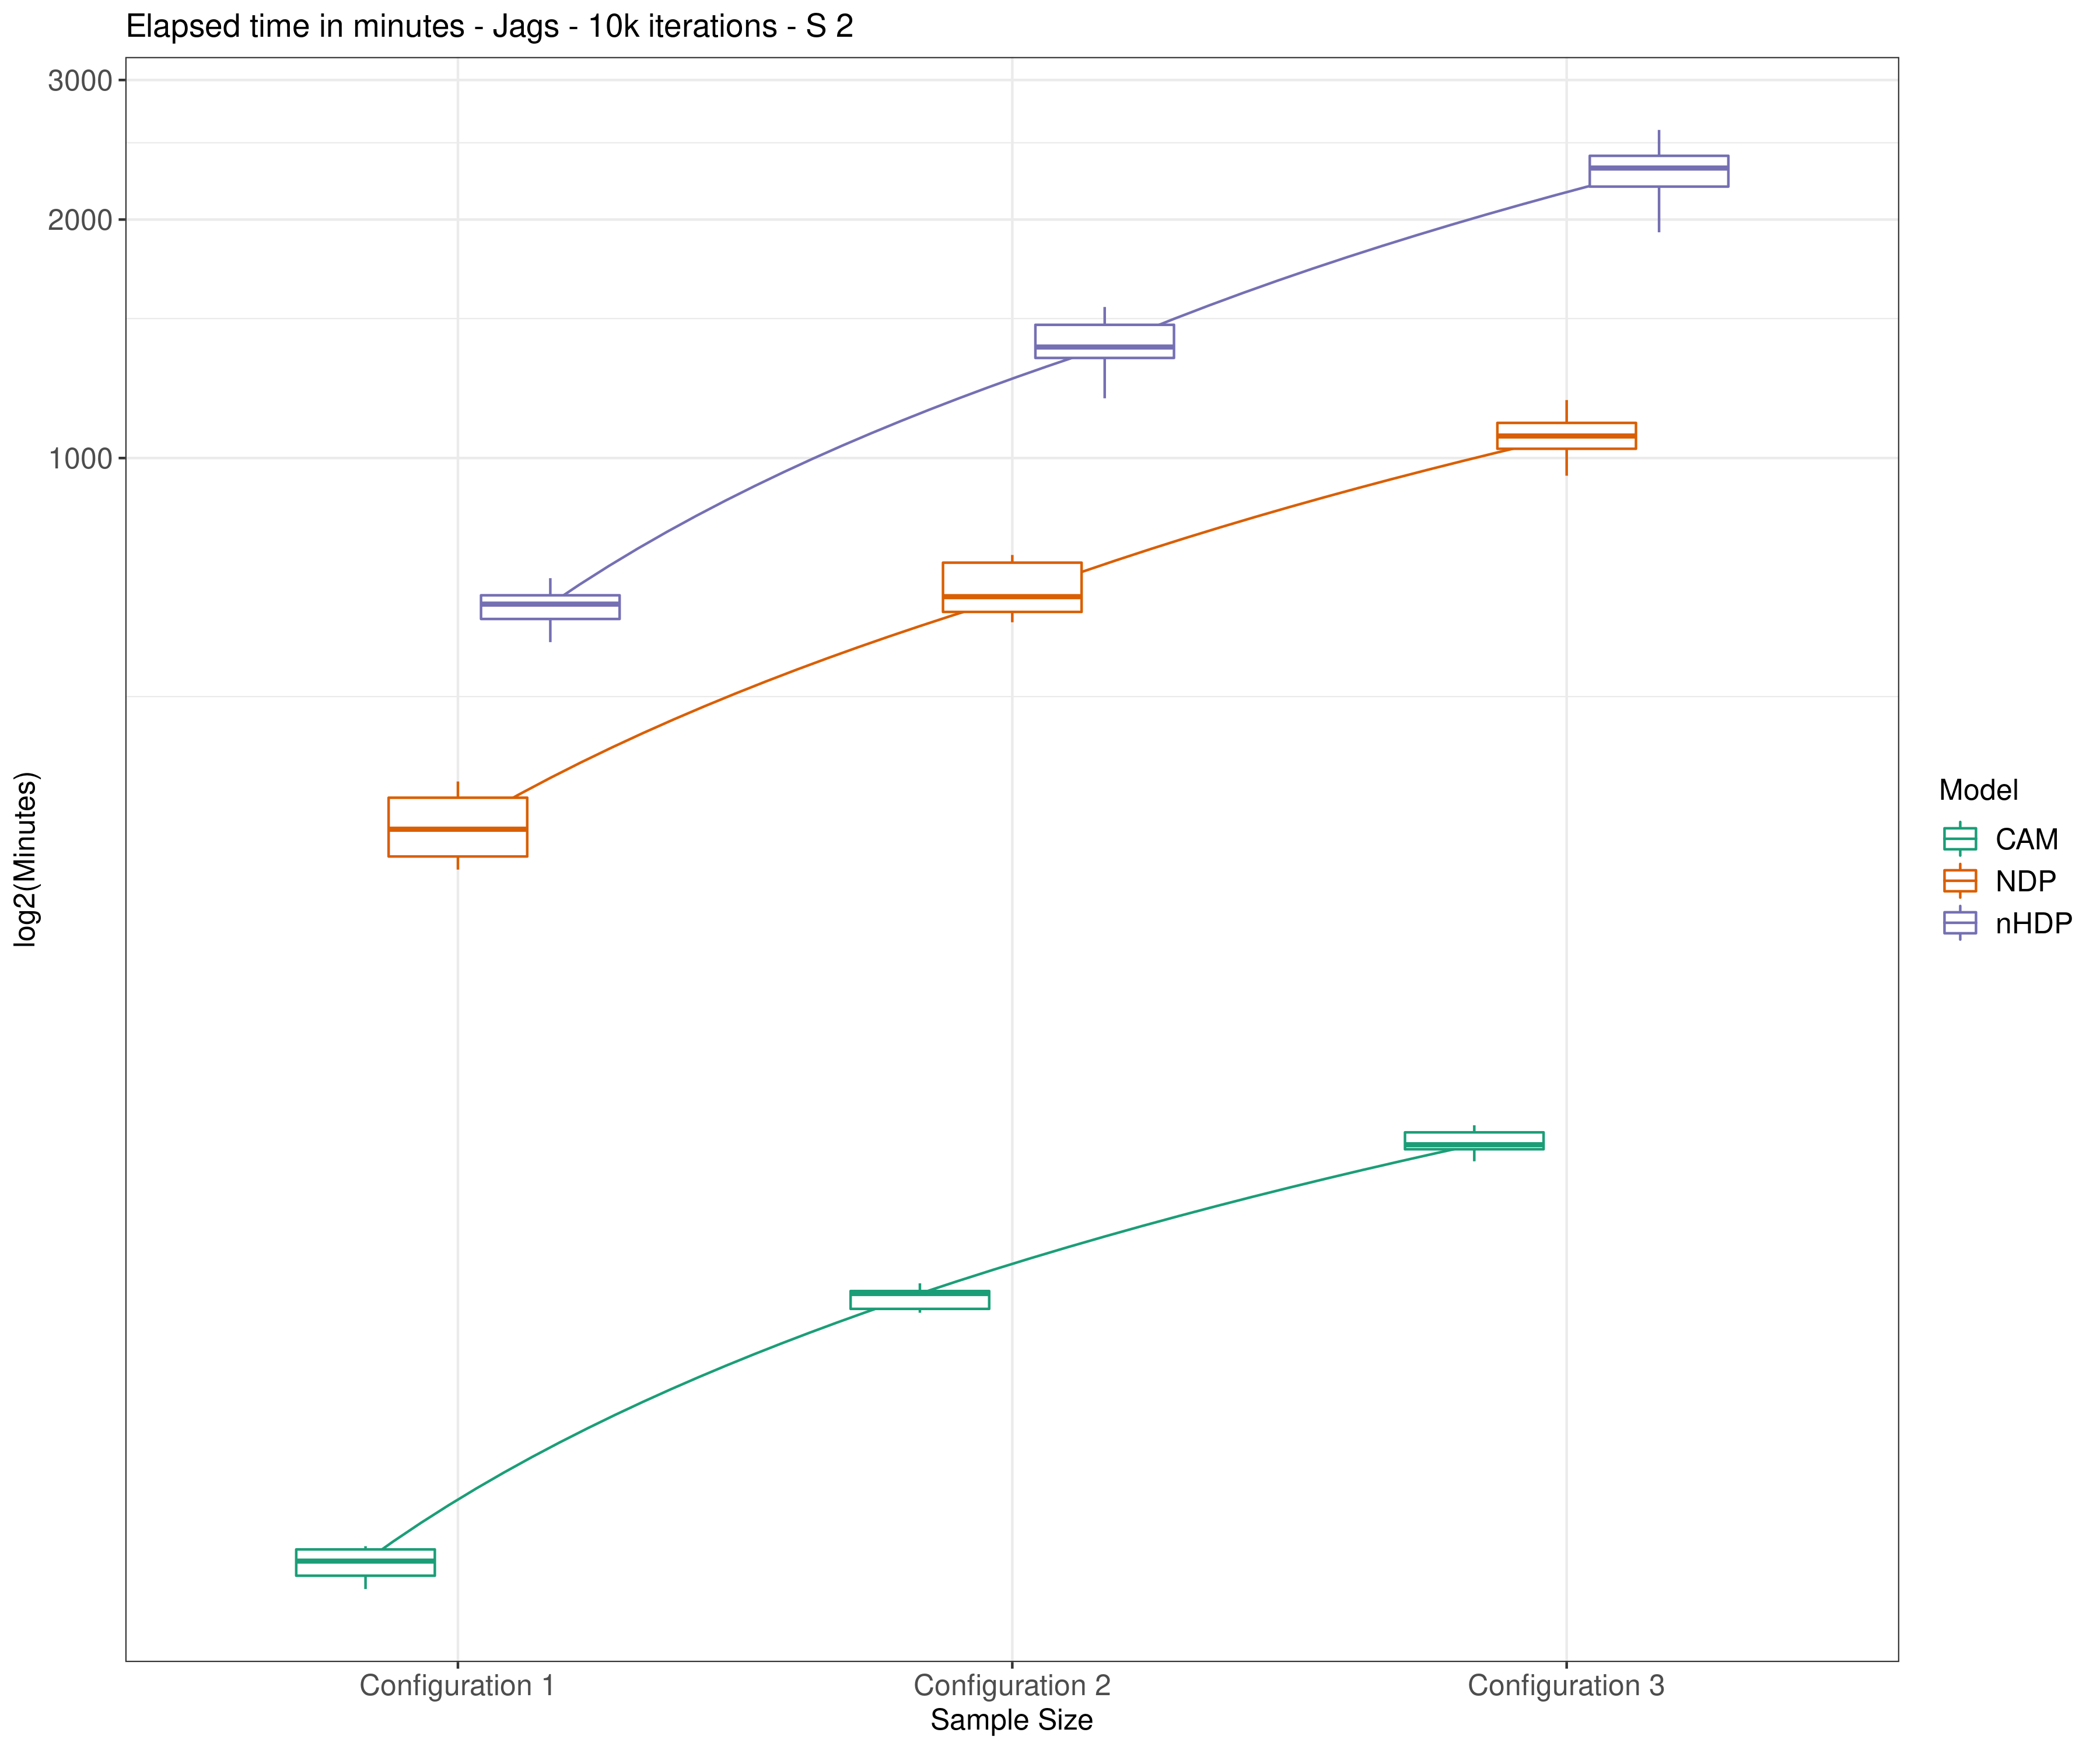 Elapsed time in minutes - Jags - 10k iterations - S 2
3000
2000
1000
log2(Minutes)
Configuration 1
Configuration 2
Configuration 3
Sample Size
Model
CAM
NDP
nHDP